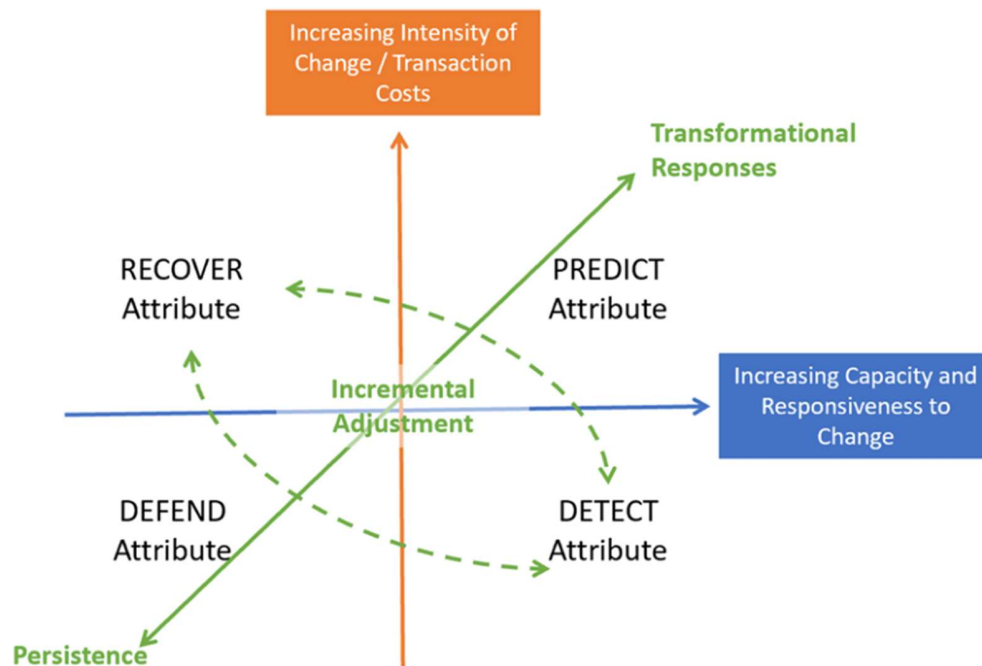 Increasing Intensity of
Change / Transaction
Costs
Transformational
Responses
RECOVER
Attribute
PREDICT
Attribute
Incremental
Adjustment
Increasing Capacity and
Responsiveness to
Change
DEFEND
Attribute
DETECT
Attribute
Persistence